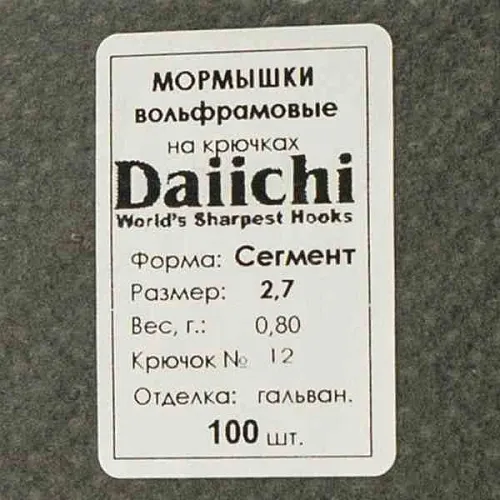 МОРМЫШКИ
вольфрамовые
на крючках
Daiichi
World's Sharpest Hooks
Форма: Сегмент
Размер: 2,7
Вес, г.: 0,80
Крючок № 12
Отделка: гальван.
100 шт.